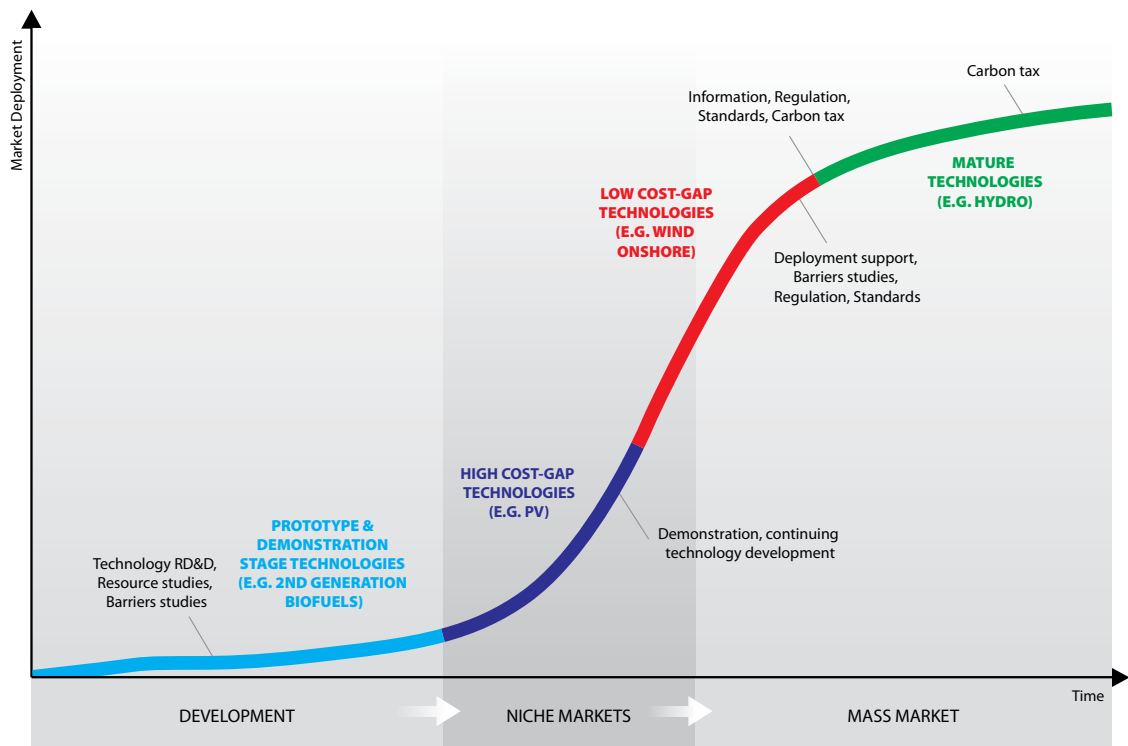 Market Deployment
Carbon tax
Information, Regulation,
Standards, Carbon tax
MATURE
TECHNOLOGIES
(E.G. HYDRO)
LOW COST-GAP
TECHNOLOGIES
(E.G. WIND
ONSHORE)
Deployment support,
Barriers studies,
Regulation, Standards
HIGH COST-GAP
TECHNOLOGIES
(E.G. PV)
Demonstration, continuing
technology development
PROTOTYPE &
DEMONSTRATION
STAGE TECHNOLOGIES
(E.G. 2ND GENERATION
BIOFUELS)
Technology RD&D,
Resource studies,
Barriers studies
Time
DEVELOPMENT
NICHE MARKETS
MASS MARKET